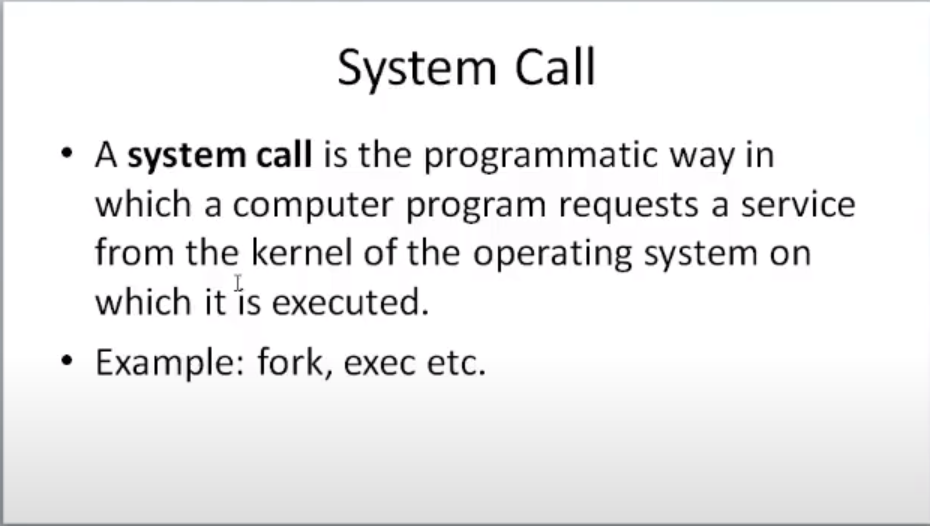 System Call
• A system call is the programmatic way in
which a computer program requests a service
from the kernel of the operating system on
which it is executed.
• Example: fork, exec etc.